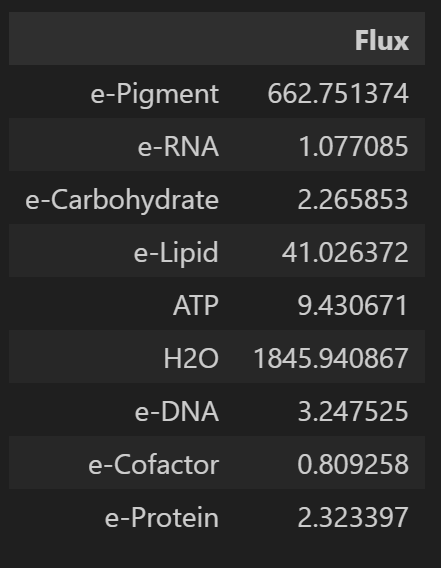 Flux
e-Pigment 662.751374
e-RNA 1.077085
e-Carbohydrate 2.265853
e-Lipid 41.026372
ATP 9.430671
H2O 1845.940867
e-DNA 3.247525
e-Cofactor 0.809258
e-Protein 2.323397